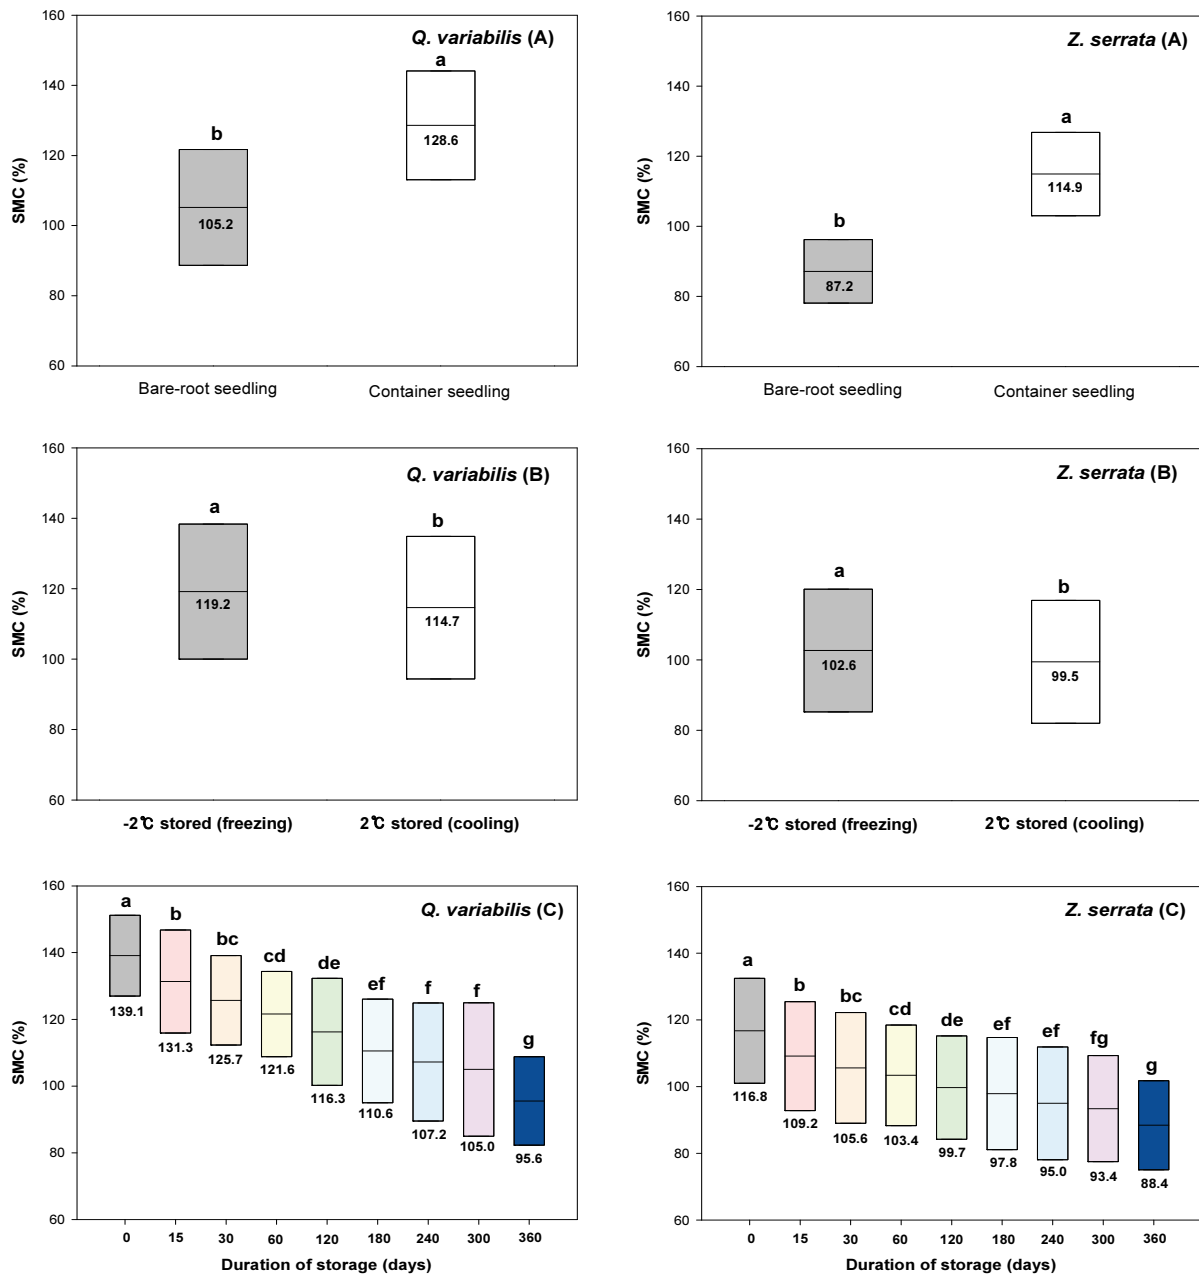 160
140
120
100
80
60
SMC (%)
Q. variabilis (A)
b
a
105.2
128.6
Bare-root seedling
Container seedling
160
140
120
100
80
60
SMC (%)
Z. serrata (A)
b
a
87.2
114.9
Bare-root seedling
Container seedling
160
140
120
100
80
60
SMC (%)
Q. variabilis (B)
a
b
119.2
114.7
-2℃ stored (freezing)
2℃ stored (cooling)
160
140
120
100
80
60
SMC (%)
Z. serrata (B)
a
b
102.6
99.5
-2℃ stored (freezing)
2℃ stored (cooling)
160
140
120
100
80
60
SMC (%)
Q. variabilis (C)
a b bc cd de ef f f g
139.1 131.3 125.7 121.6 116.3 110.6 107.2 105.0 95.6
0 15 30 60 120 180 240 300 360
Duration of storage (days)
160
140
120
100
80
60
SMC (%)
Z. serrata (C)
a b bc cd de ef ef fg g
116.8 109.2 105.6 103.4 99.7 97.8 95.0 93.4 88.4
0 15 30 60 120 180 240 300 360
Duration of storage (days)